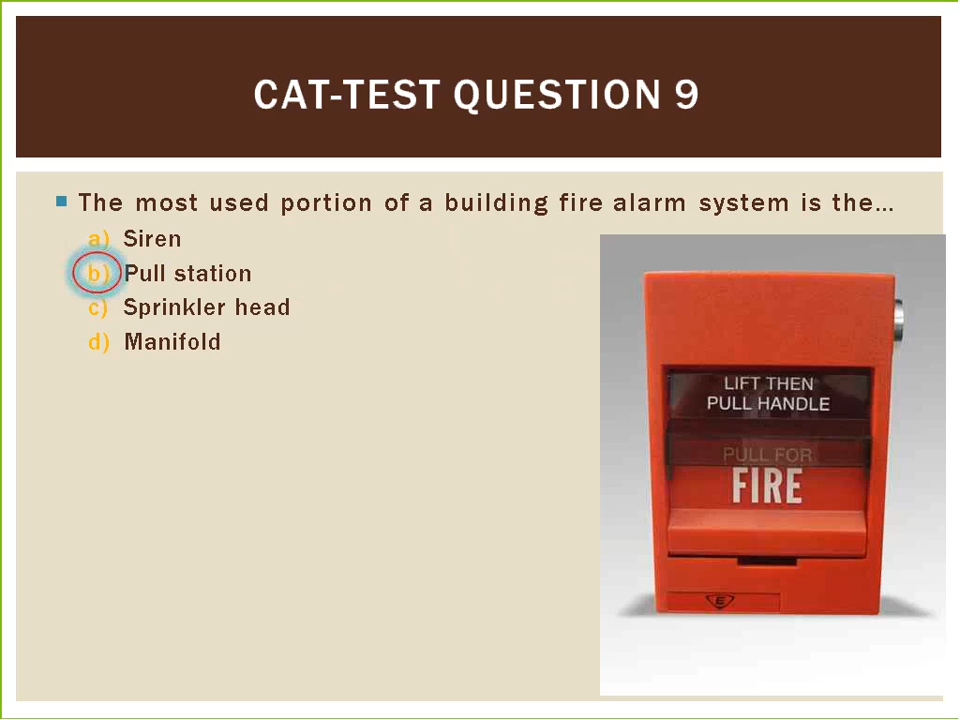 CAT-TEST QUESTION 9
The most used portion of a building fire alarm system is the…
a) Siren
b) Pull station
c) Sprinkler head
d) Manifold
LIFT THEN
PULL HANDLE
PULL FOR
FIRE
E